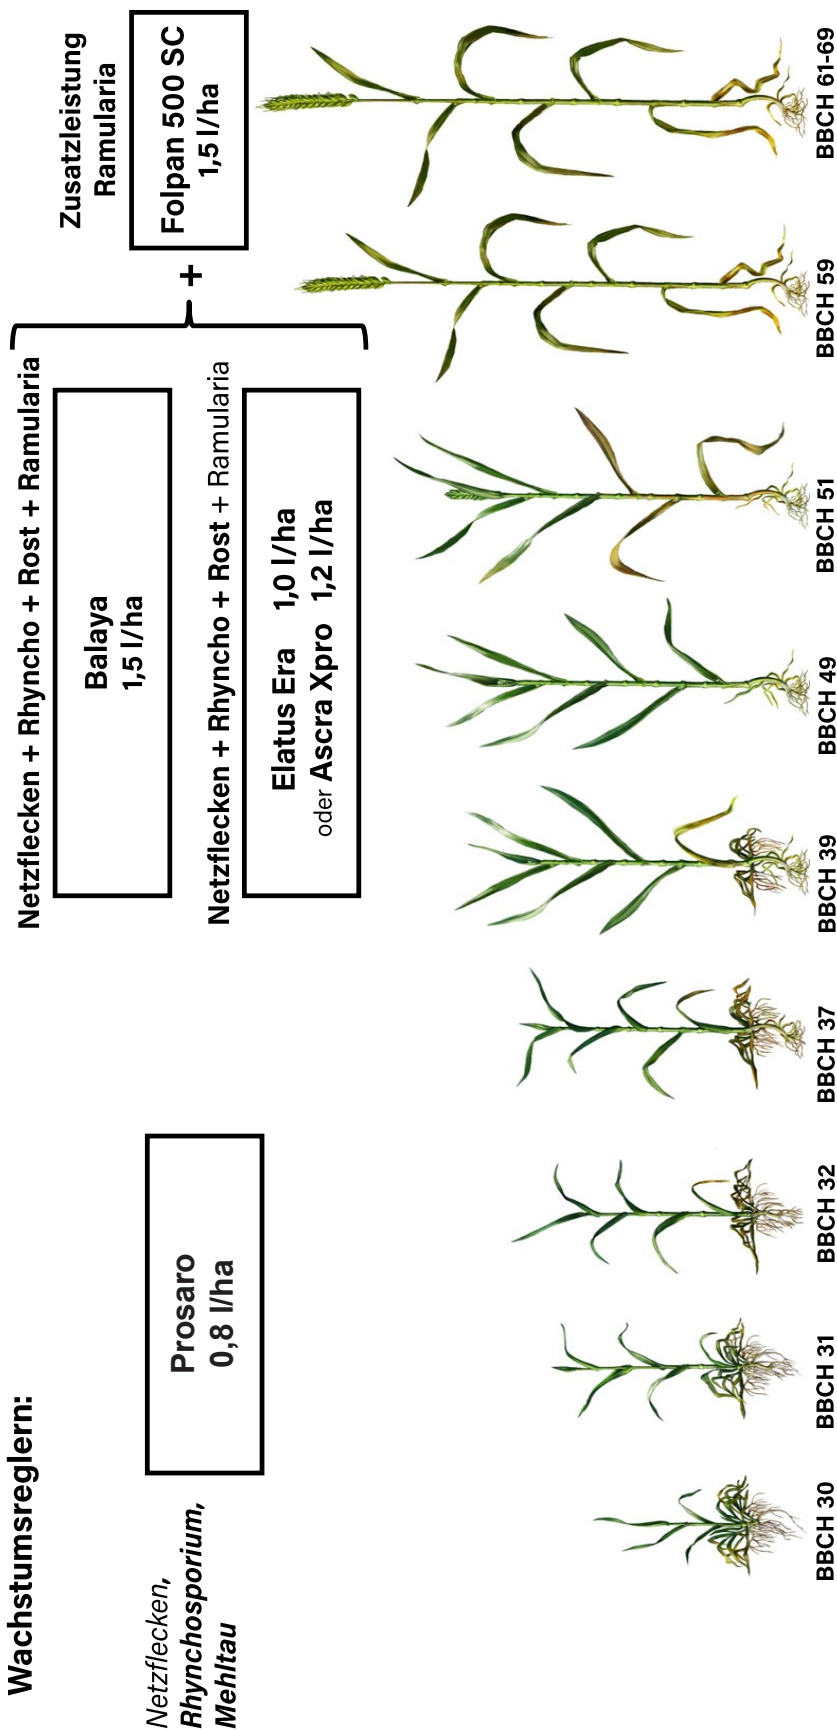 Wachstumsreglern:
Netzflecken,
Rhynchosporium,
Mehltau
Prosaro
0,8 l/ha
Netzflecken + Rhyncho + Rost + Ramularia
Balaya
1,5 l/ha
Netzflecken + Rhyncho + Rost + Ramularia
Elatus Era 1,0 l/ha
oder Ascra Xpro 1,2 l/ha
+
Zusatzleistung
Ramularia
Folpan 500 SC
1,5 l/ha
BBCH 30
BBCH 31
BBCH 32
BBCH 37
BBCH 39
BBCH 49
BBCH 51
BBCH 59
BBCH 61-69